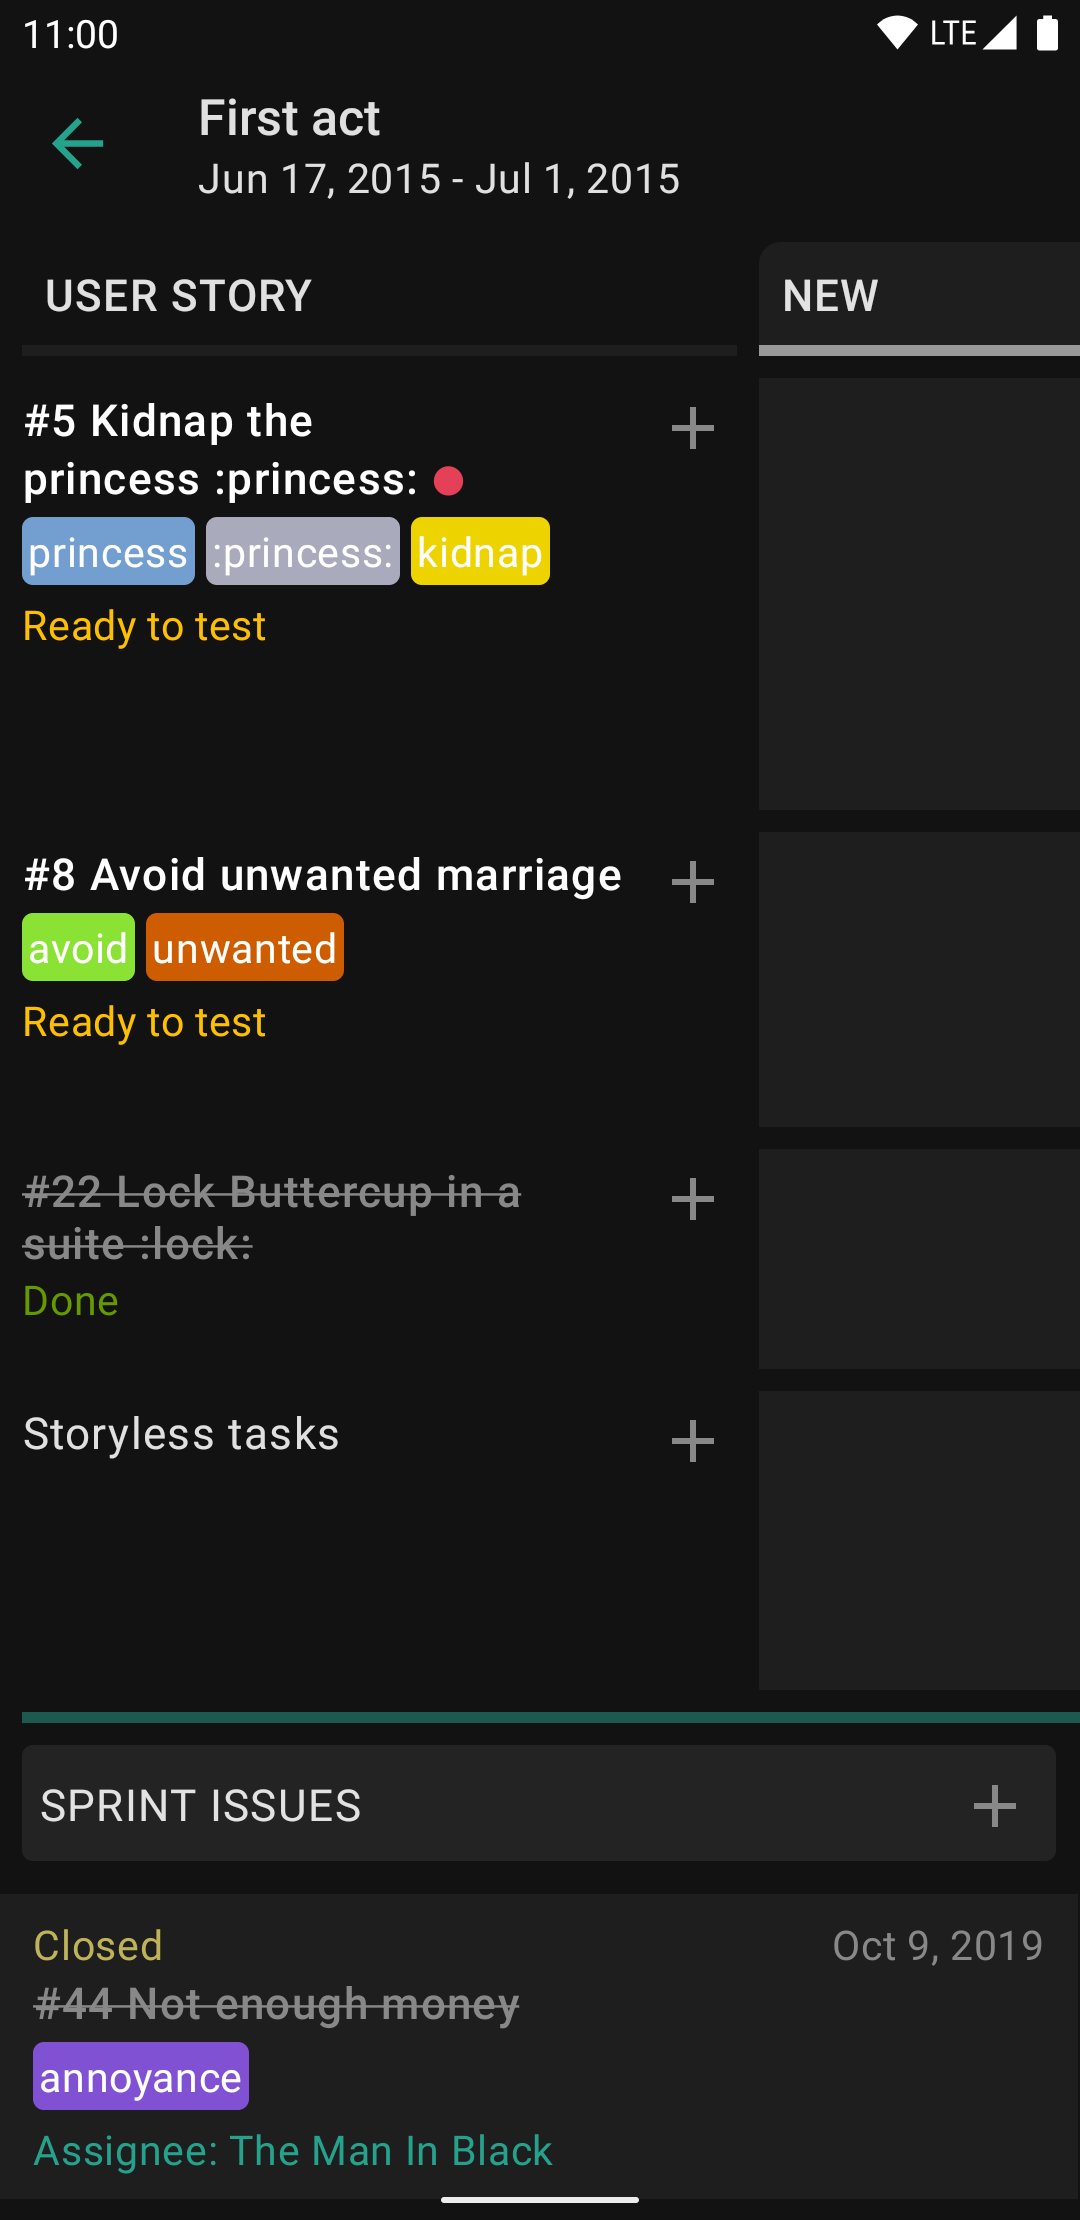 11:00
LTE
First act
Jun 17, 2015 - Jul 1, 2015
USER STORY
NEW
#5 Kidnap the
princess :princess:
princess :princess: kidnap
Ready to test
#8 Avoid unwanted marriage
avoid unwanted
Ready to test
#22 Lock Buttercup in a
suite :lock:
Done
Storyless tasks
SPRINT ISSUES
Closed
Oct 9, 2019
#44 Not enough money
annoyance
Assignee: The Man In Black